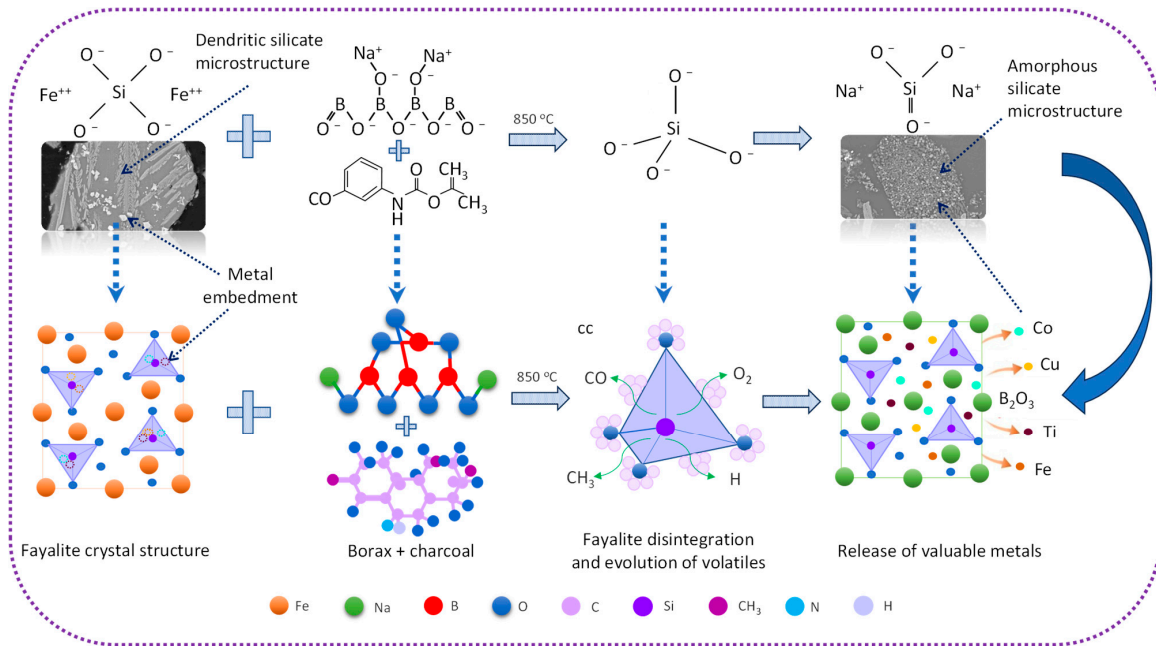 Dendritic silicate
microstructure
O⁻ O⁻
Si
Fe⁺⁺ Fe⁺⁺
O⁻ O⁻
Na⁺ Na⁺
O⁻ O⁻
B B B B
O⁻ O⁻ O⁻ O⁻ O⁻
CO
N
H
O
O
CH₃
CH₃
850 °C
O⁻
Si
O⁻ O⁻
O⁻
O⁻ O⁻
Si
Na⁺ Na⁺
O⁻
Amorphous
silicate
microstructure
Metal
embedment
850 °C
cc
CO
O₂
CH₃
H
Co
Cu
B₂O₃
Ti
Fe
Fayalite crystal structure
Borax + charcoal
Fayalite disintegration
and evolution of volatiles
Release of valuable metals
Fe Na B O C Si CH₃ N H